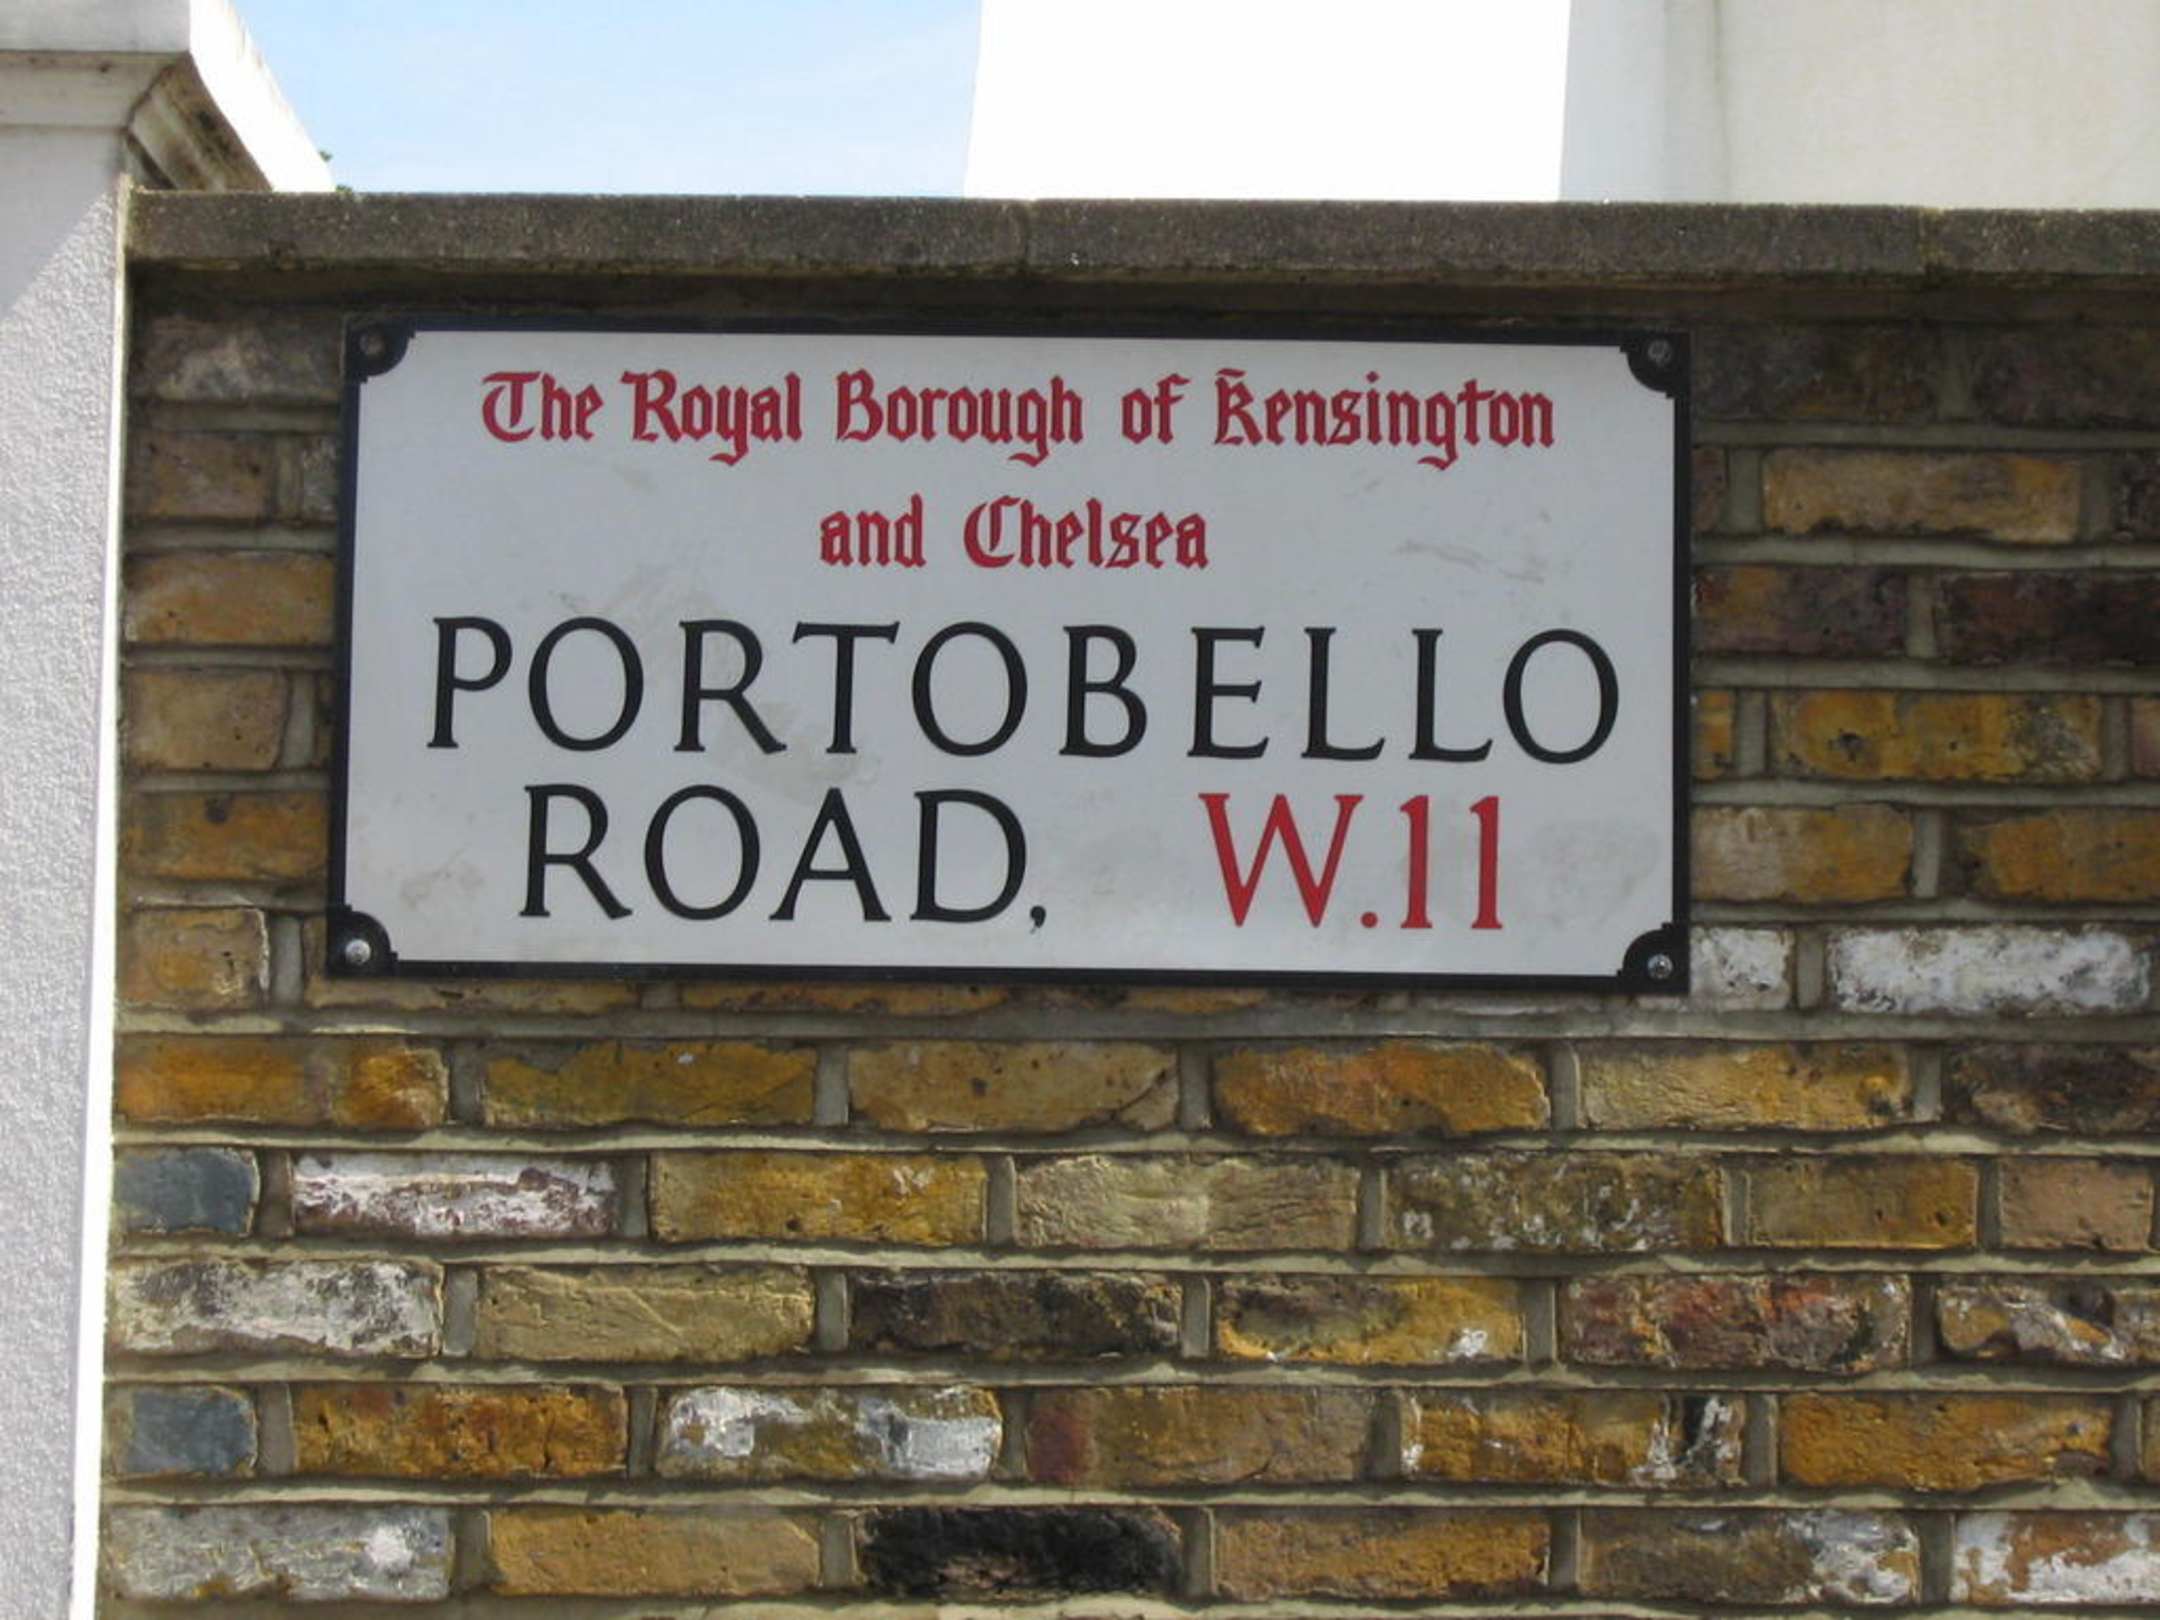 The Royal Borough of Kensington
and Chelsea
PORTOBELLO
ROAD, W.11